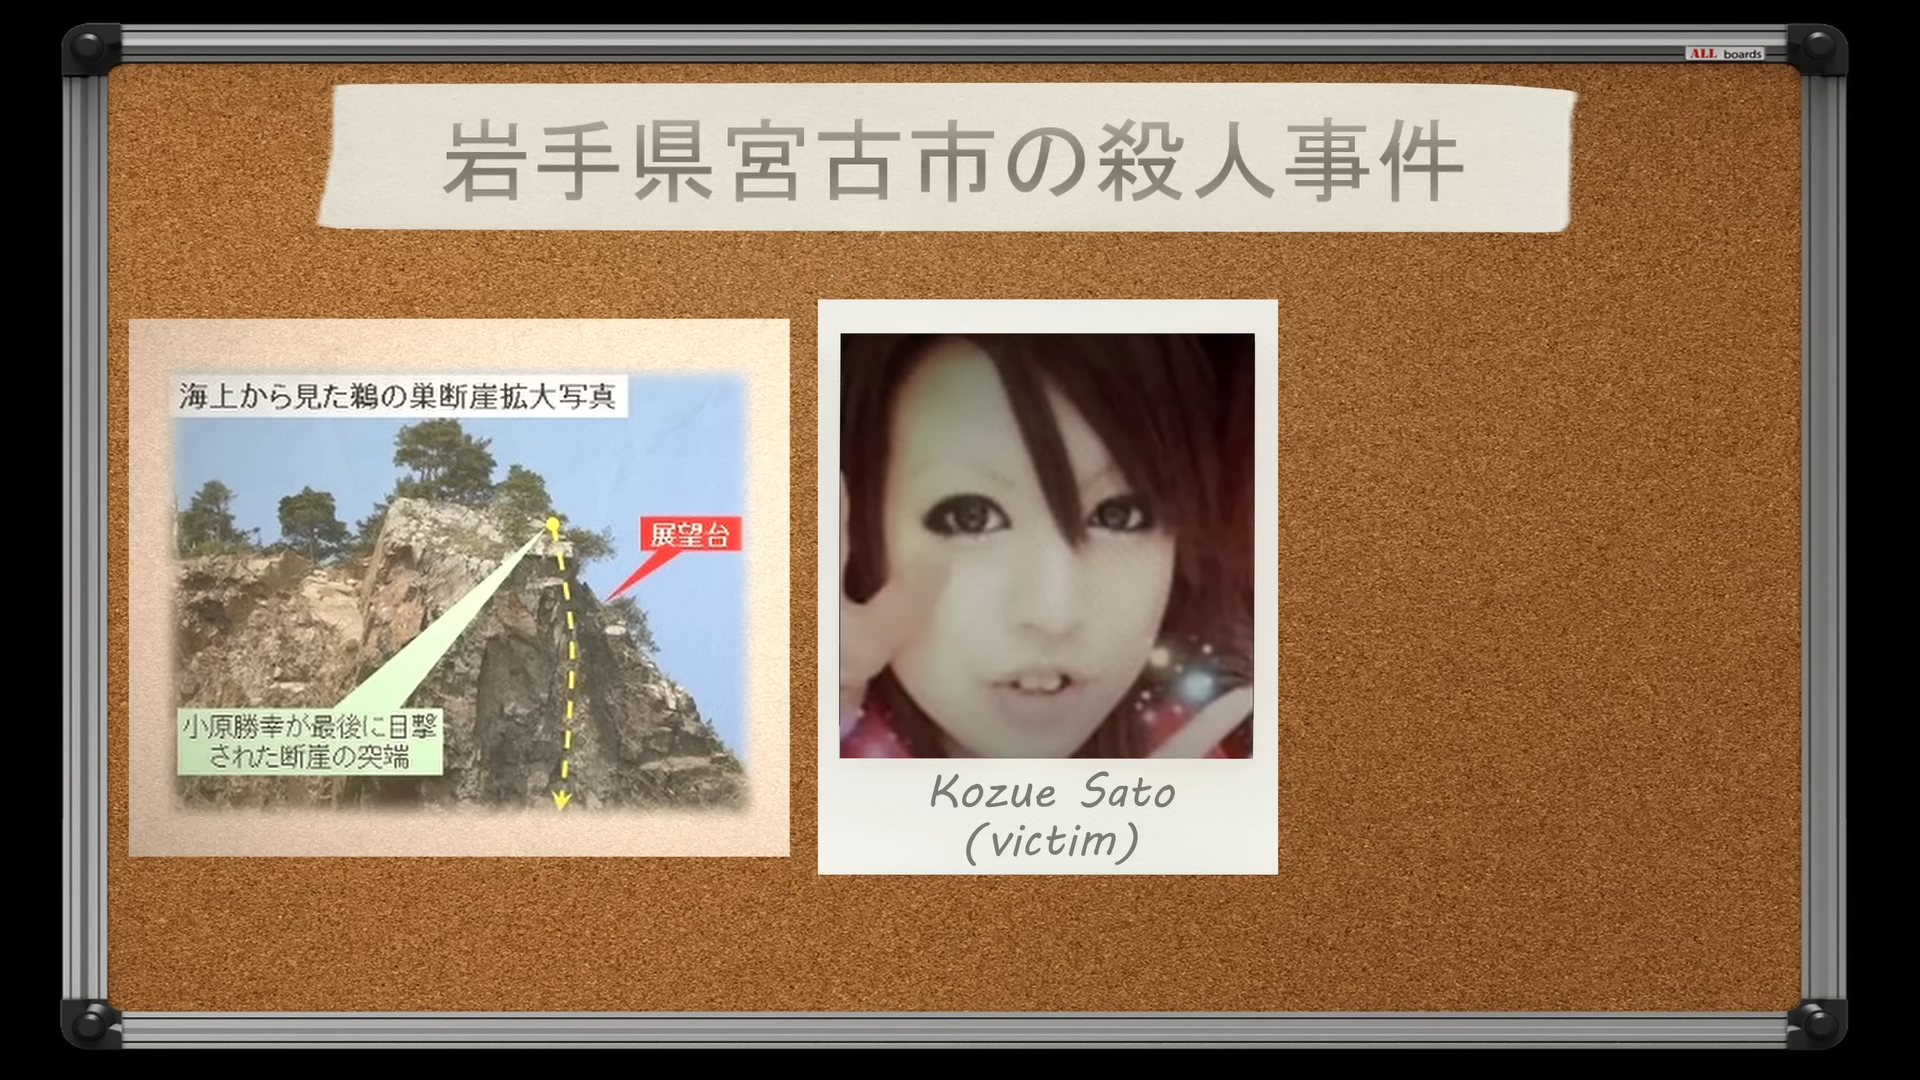 ALL boards
岩手県宮古市の殺人事件
海上から見た鵜の巣断崖拡大写真
展望台
小原勝幸が最後に目撃
された断崖の突端
Kozue Sato
(victim)